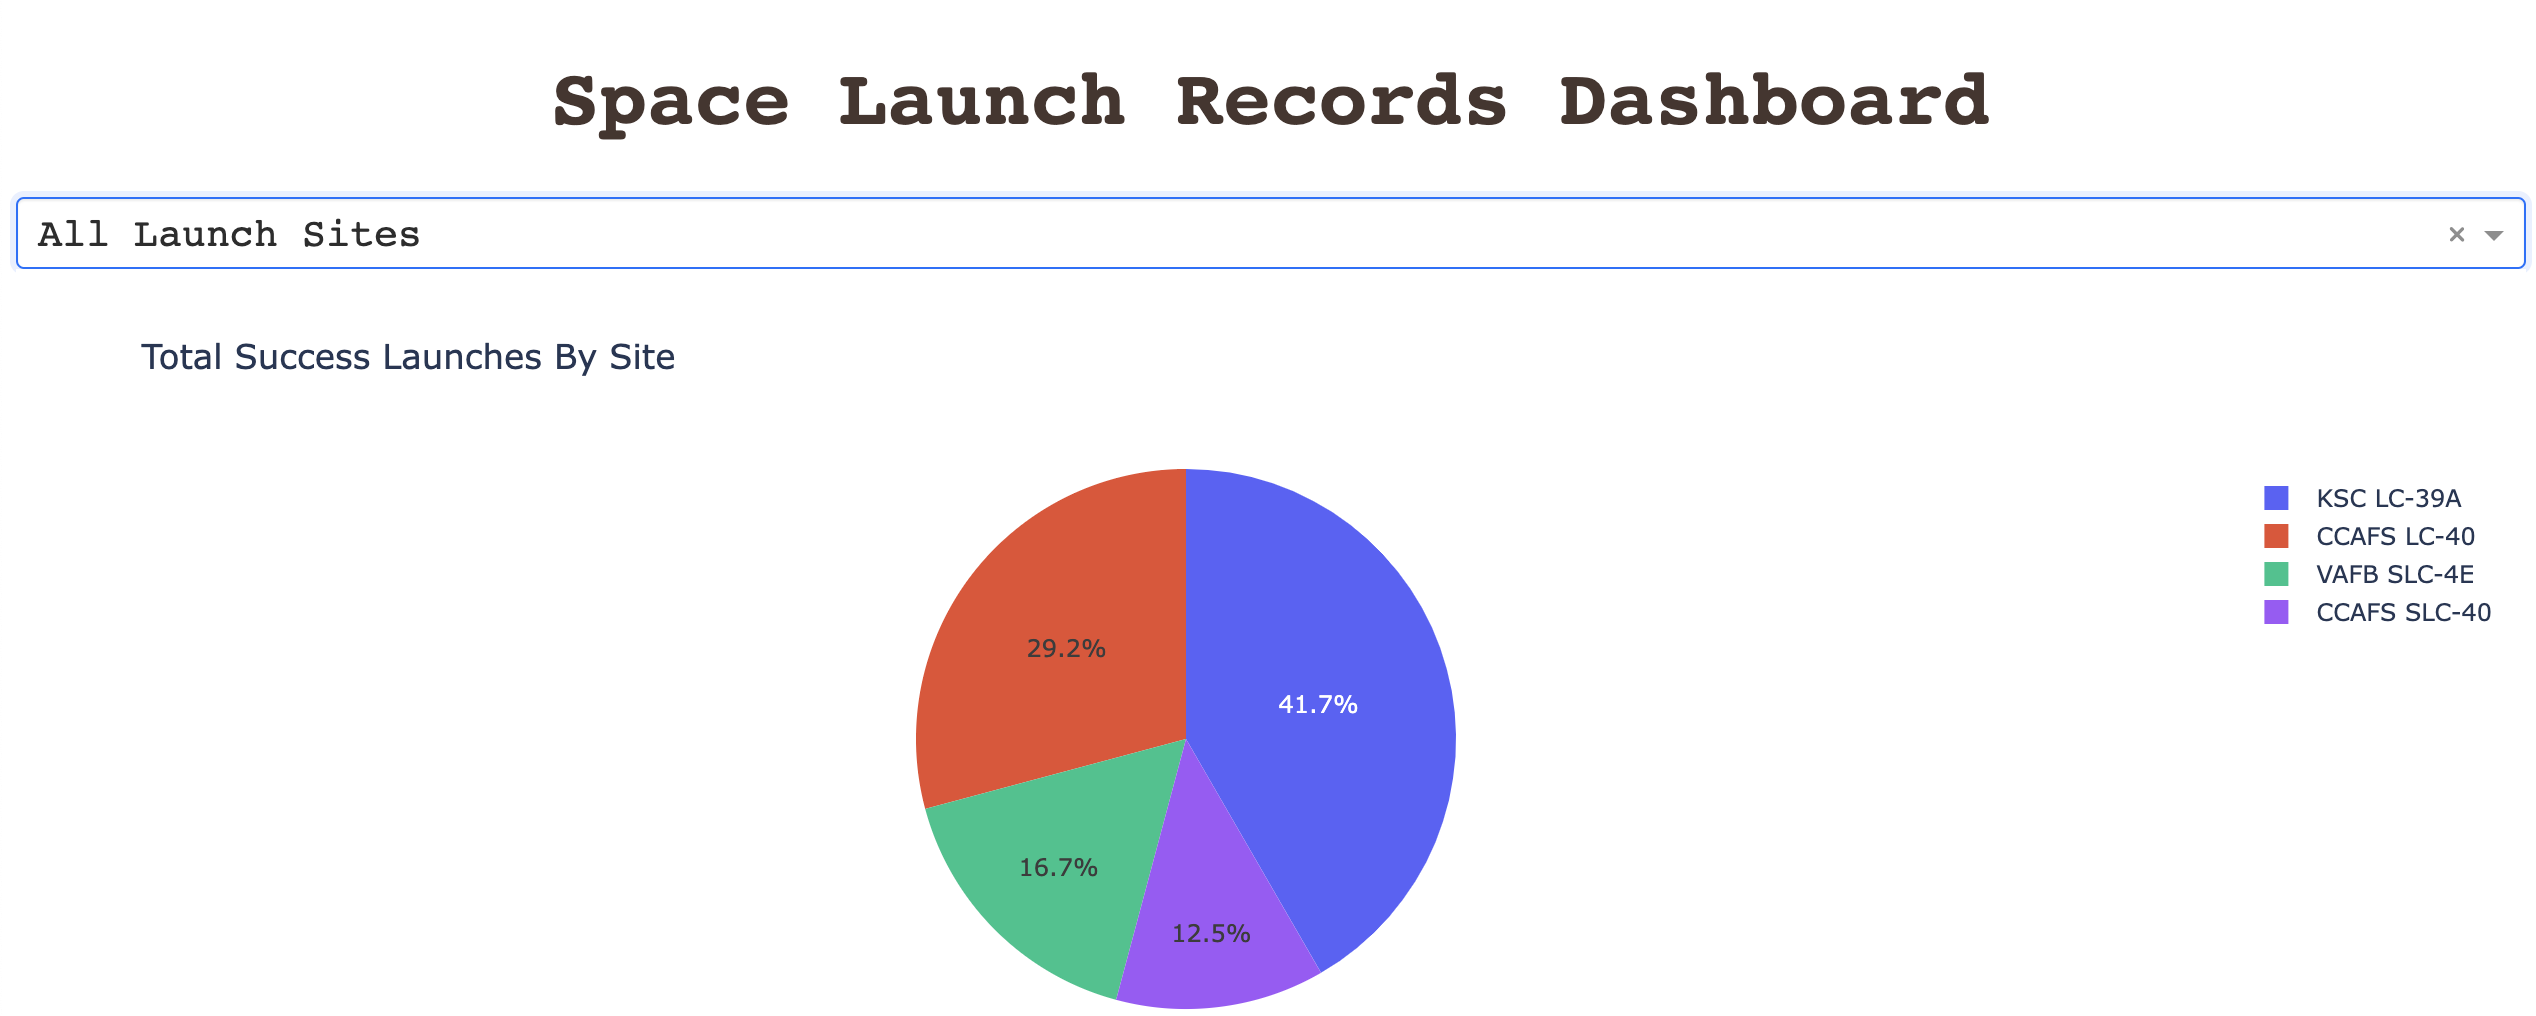 Space Launch Records Dashboard
All Launch Sites
Total Success Launches By Site
KSC LC-39A
CCAFS LC-40
VAFB SLC-4E
CCAFS SLC-40
29.2%
41.7%
16.7%
12.5%